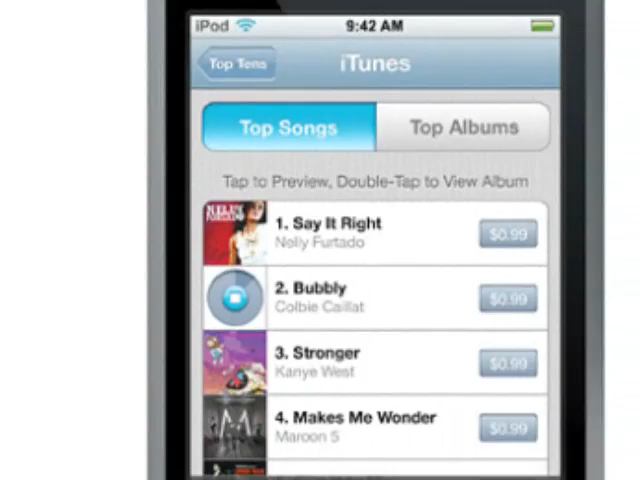 iPod 9:42 AM
Top Tens iTunes
Top Songs Top Albums
Tap to Preview, Double-Tap to View Album
NELLY FURTADO
1. Say It Right
Nelly Furtado
$0.99
2. Bubbly
Colbie Caillat
$0.99
3. Stronger
Kanye West
$0.99
4. Makes Me Wonder
Maroon 5
$0.99